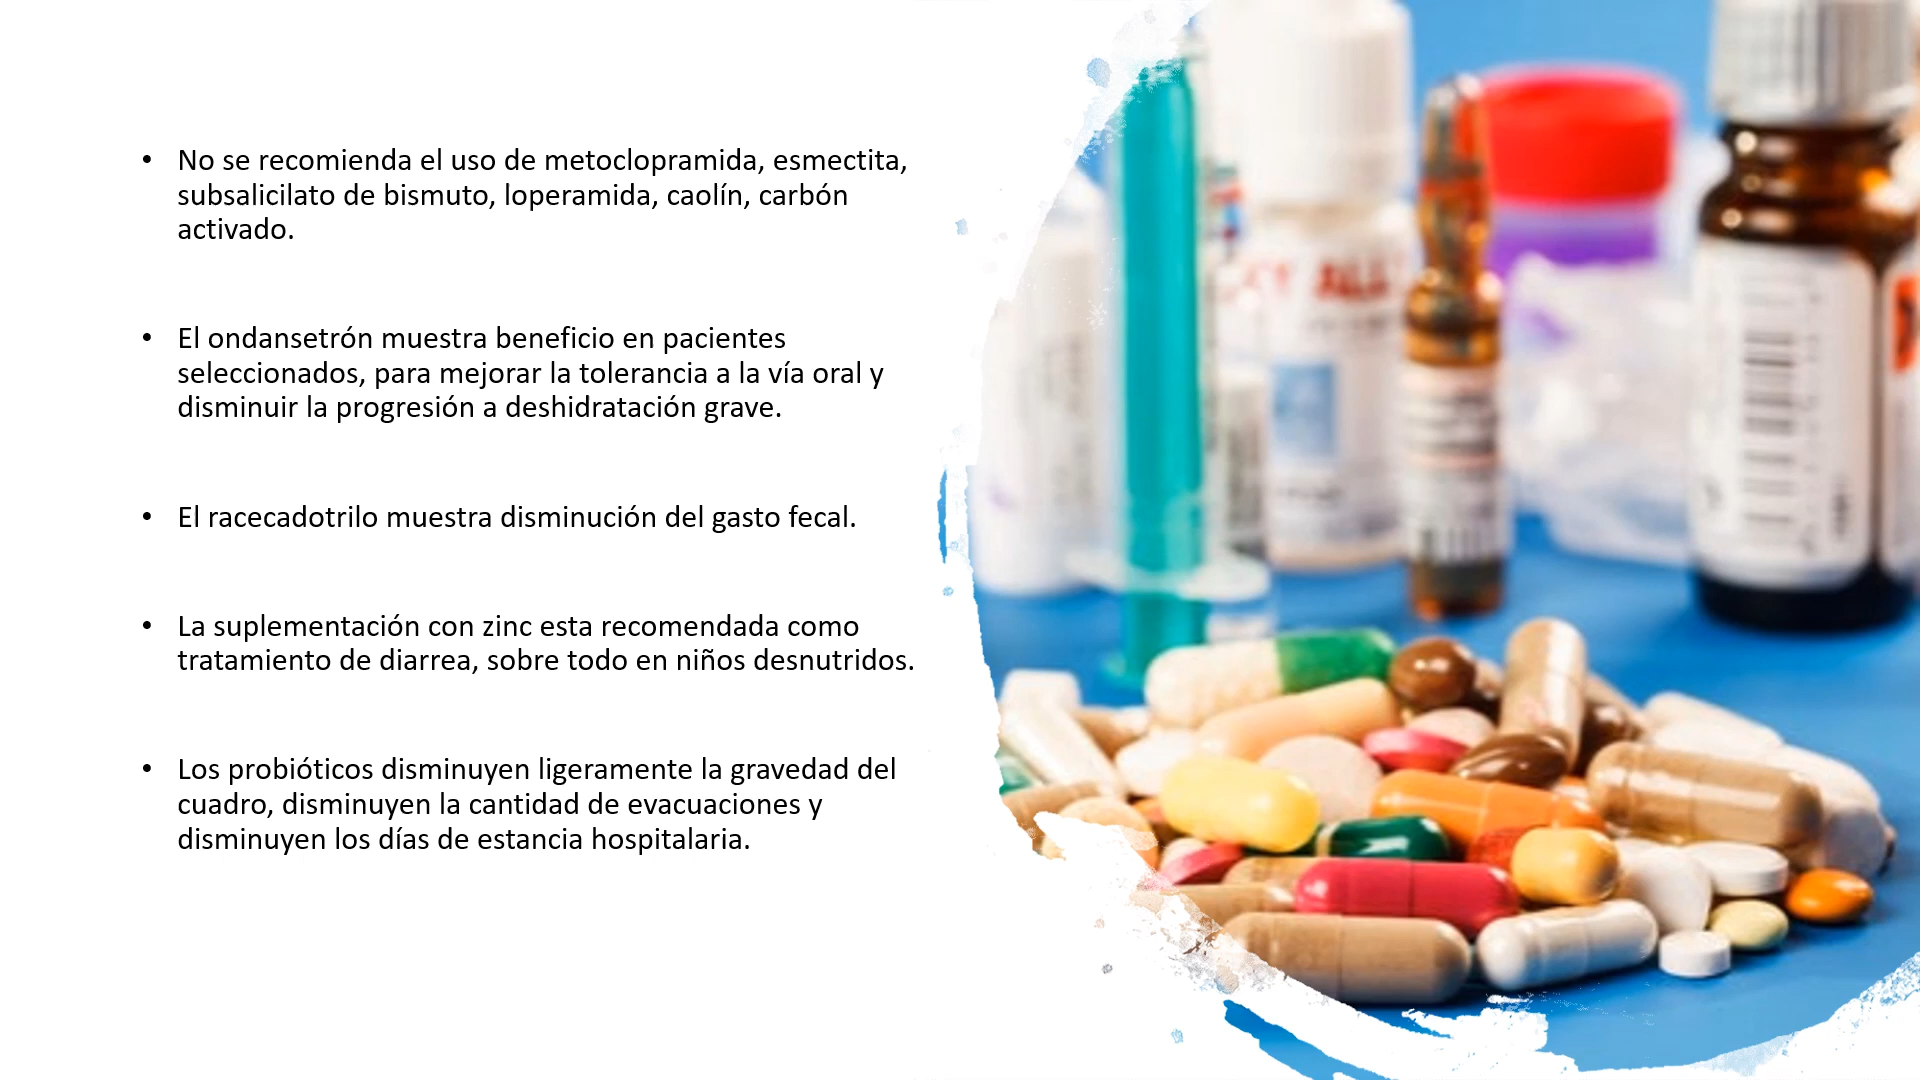 • No se recomienda el uso de metoclopramida, esmectita,
subsalicilato de bismuto, loperamida, caolín, carbón
activado.
• El ondansetrón muestra beneficio en pacientes
seleccionados, para mejorar la tolerancia a la vía oral y
disminuir la progresión a deshidratación grave.
• El racecadotrilo muestra disminución del gasto fecal.
• La suplementación con zinc esta recomendada como
tratamiento de diarrea, sobre todo en niños desnutridos.
• Los probióticos disminuyen ligeramente la gravedad del
cuadro, disminuyen la cantidad de evacuaciones y
disminuyen los días de estancia hospitalaria.